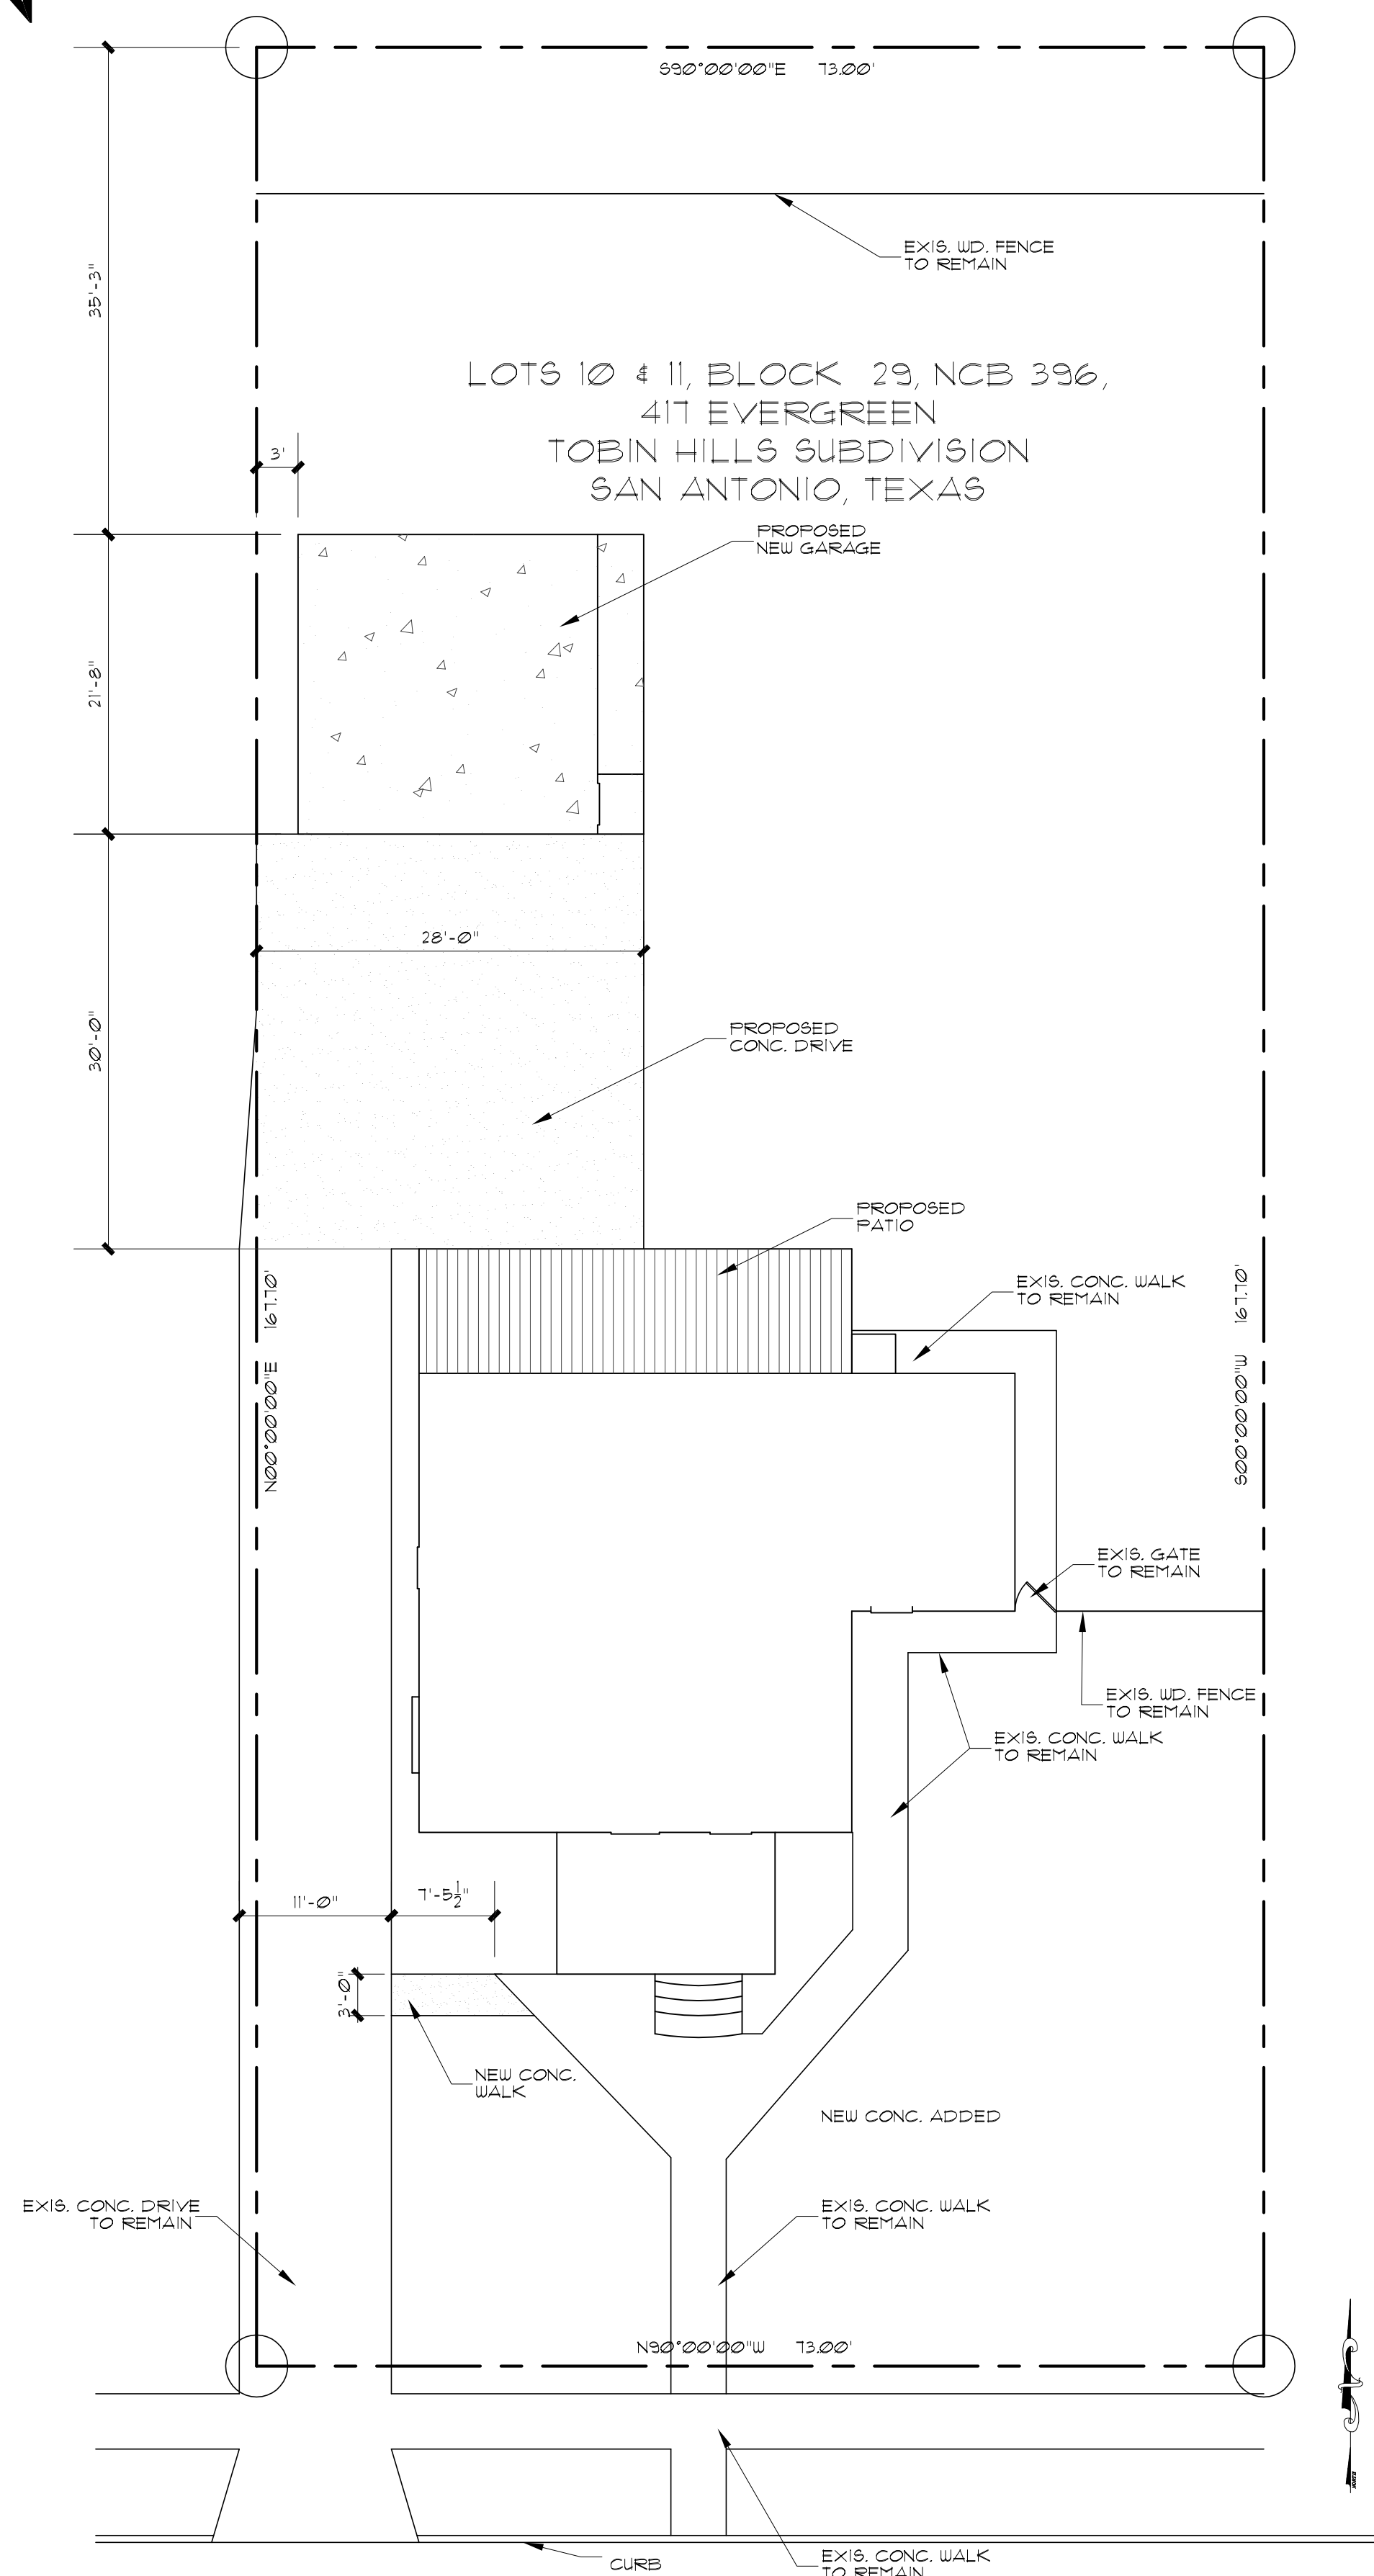 S90°00'00"E 73.00'
EXIS. WD. FENCE
TO REMAIN
35'-3"
LOTS 10 & 11, BLOCK 29, NCB 396,
417 EVERGREEN
TOBIN HILLS SUBDIVISION
SAN ANTONIO, TEXAS
3'
PROPOSED
NEW GARAGE
21'-8"
28'-0"
PROPOSED
CONC. DRIVE
30'-0"
PROPOSED
PATIO
EXIS. CONC. WALK
TO REMAIN
N00°00'00"E 167.70'
S00°00'00"W 167.70'
EXIS. GATE
TO REMAIN
EXIS. WD. FENCE
TO REMAIN
EXIS. CONC. WALK
TO REMAIN
11'-0"
7'-5½"
3'-0"
NEW CONC.
WALK
NEW CONC. ADDED
EXIS. CONC. DRIVE
TO REMAIN
EXIS. CONC. WALK
TO REMAIN
N90°00'00"W 73.00'
CURB
EXIS. CONC. WALK
TO REMAIN